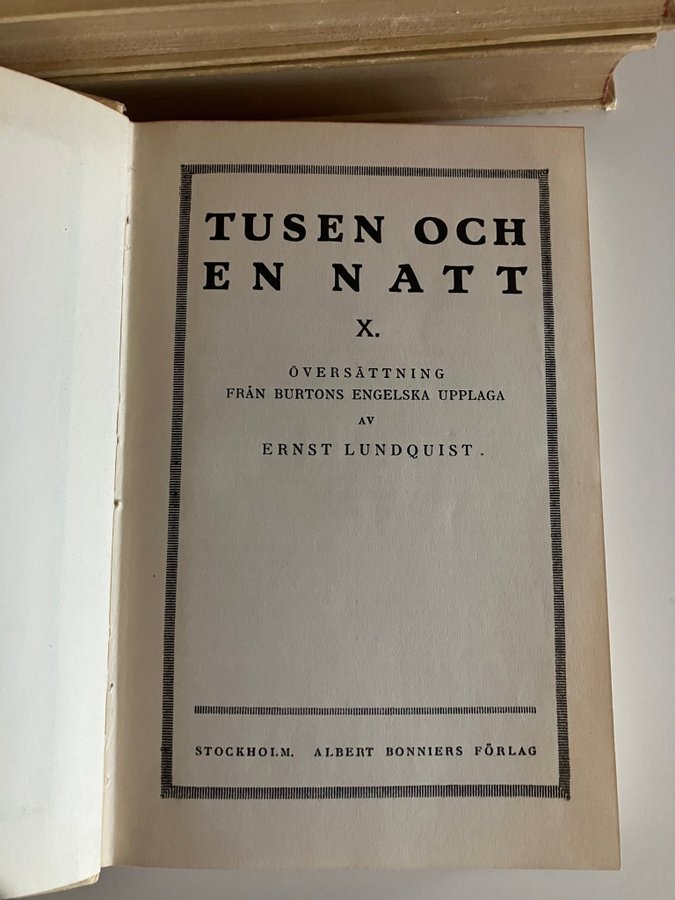 TUSEN OCH
EN NATT
X.
ÖVERSÄTTNING
FRÅN BURTONS ENGELSKA UPPLAGA
AV
ERNST LUNDQUIST.
STOCKHOLM. ALBERT BONNIERS FÖRLAG